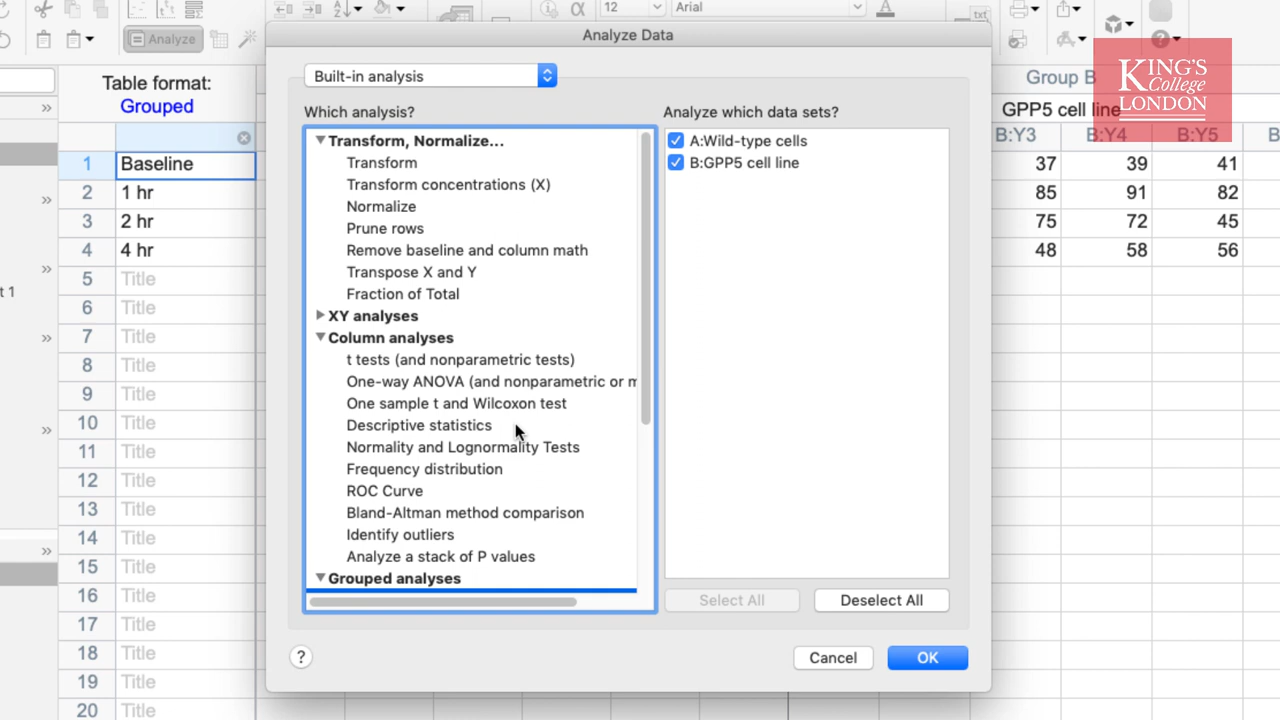 12
Arial
txt
Analyze
Analyze Data
Built-in analysis
KING'S
College
LONDON
Table format:
Grouped
Group B
GPP5 cell line
B:Y3
B:Y4
B:Y5
B
Which analysis?
Analyze which data sets?
Transform, Normalize...
Transform
Transform concentrations (X)
Normalize
Prune rows
Remove baseline and column math
Transpose X and Y
Fraction of Total
XY analyses
Column analyses
t tests (and nonparametric tests)
One-way ANOVA (and nonparametric or m
One sample t and Wilcoxon test
Descriptive statistics
Normality and Lognormality Tests
Frequency distribution
ROC Curve
Bland-Altman method comparison
Identify outliers
Analyze a stack of P values
Grouped analyses
A:Wild-type cells
B:GPP5 cell line
Select All
Deselect All
?
Cancel
OK
1 Baseline 37 39 41
2 1 hr 85 91 82
3 2 hr 75 72 45
4 4 hr 48 58 56
5 Title
t 1
6 Title
7 Title
8 Title
9 Title
10 Title
11 Title
12 Title
13 Title
14 Title
15 Title
16 Title
17 Title
18 Title
19 Title
20 Title